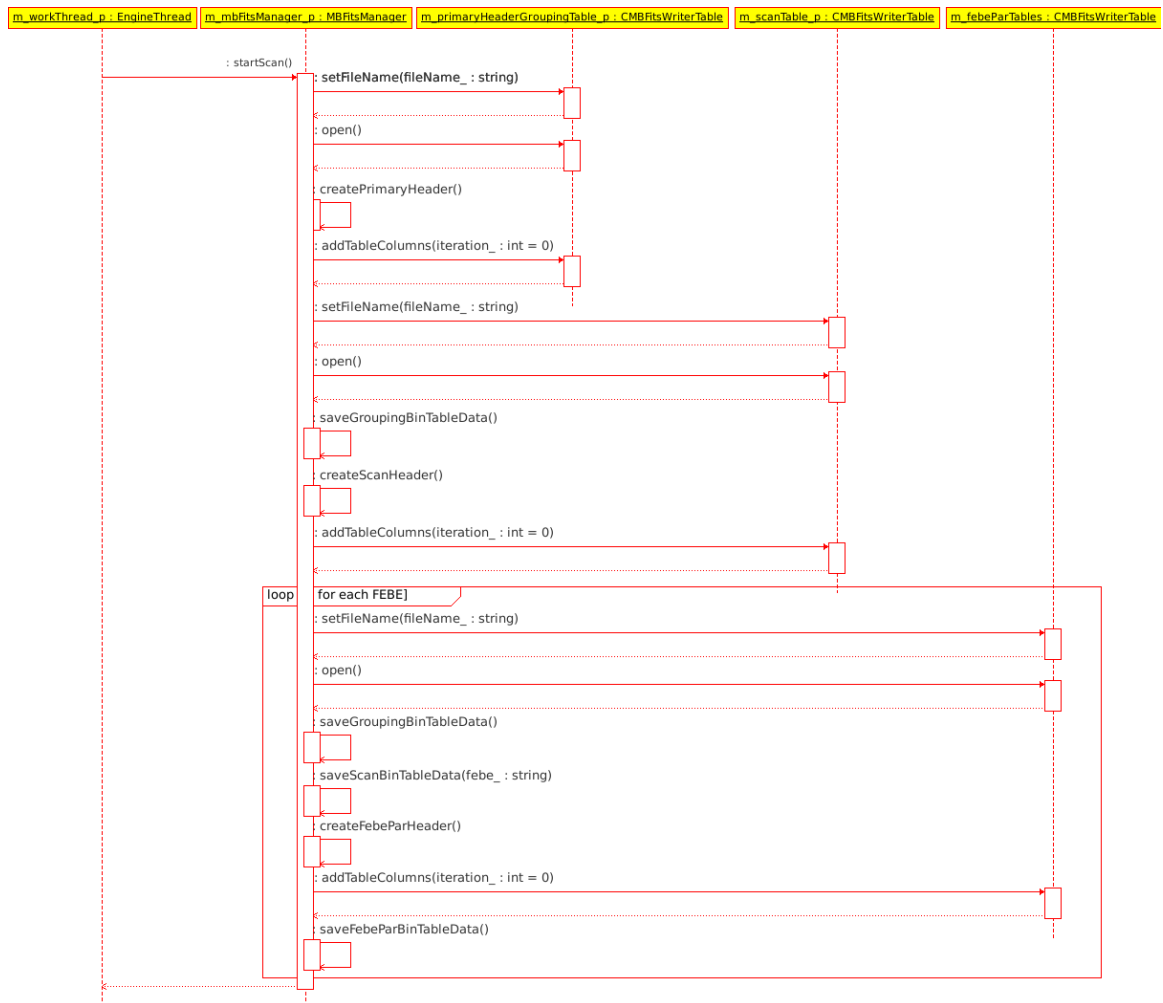 m_workThread_p : EngineThread
m_mbFitsManager_p : MBFitsManager
m_primaryHeaderGroupingTable_p : CMBFitsWriterTable
m_scanTable_p : CMBFitsWriterTable
m_febeParTables : CMBFitsWriterTable
: startScan()
: setFileName(fileName_ : string)
: open()
: createPrimaryHeader()
: addTableColumns(iteration_ : int = 0)
: setFileName(fileName_ : string)
: open()
: saveGroupingBinTableData()
: createScanHeader()
: addTableColumns(iteration_ : int = 0)
loop for each FEBE]
: setFileName(fileName_ : string)
: open()
: saveGroupingBinTableData()
: saveScanBinTableData(febe_ : string)
: createFebeParHeader()
: addTableColumns(iteration_ : int = 0)
: saveFebeParBinTableData()